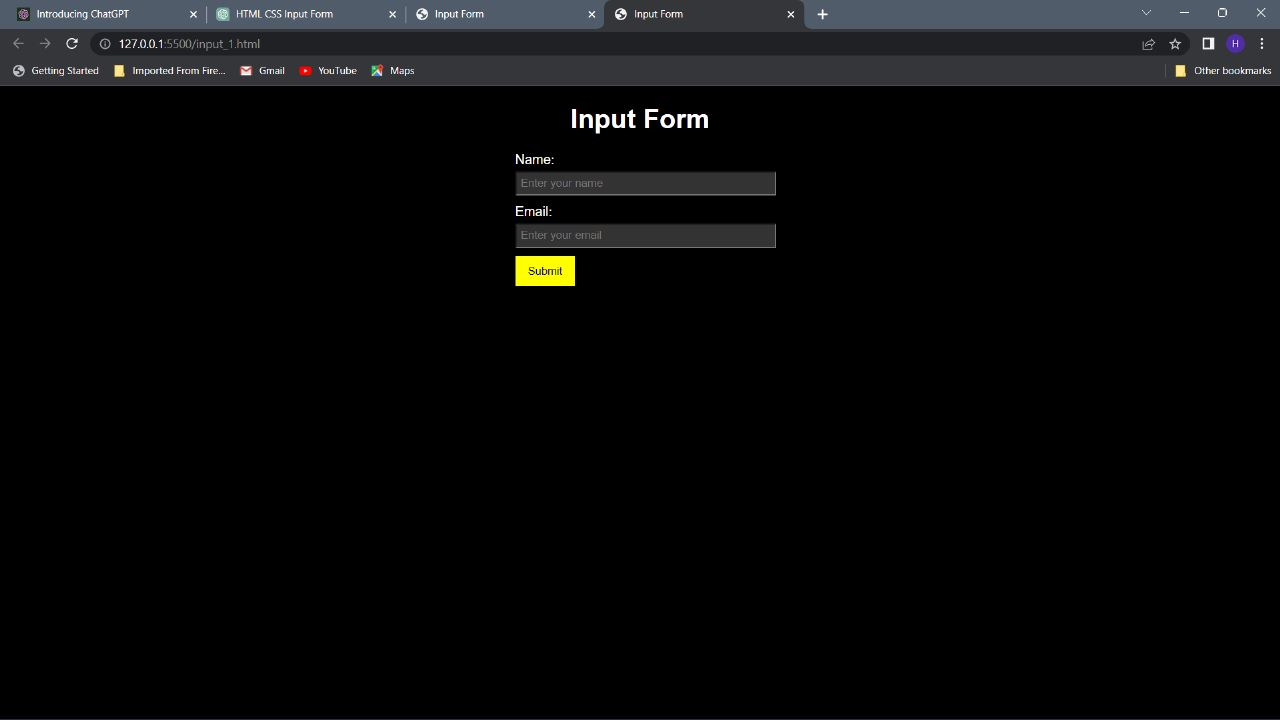 Introducing ChatGPT
HTML CSS Input Form
Input Form
Input Form
127.0.0.1:5500/input_1.html
H
Getting Started
Imported From Fire...
Gmail
YouTube
Maps
Other bookmarks
Input Form
Name:
Enter your name
Email:
Enter your email
Submit